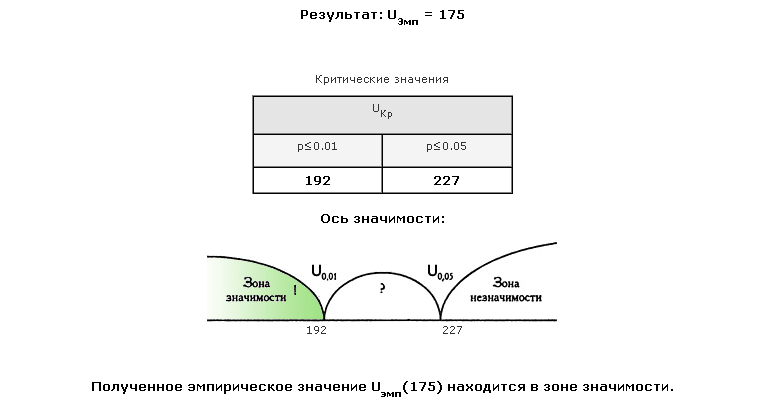 Результат: UЭмп = 175
Критические значения
UКр
p≤0.01 p≤0.05
192 227
Ось значимости:
U0,01 U0,05
Зона значимости ! ? Зона незначимости
192 227
Полученное эмпирическое значение Uэмп(175) находится в зоне значимости.